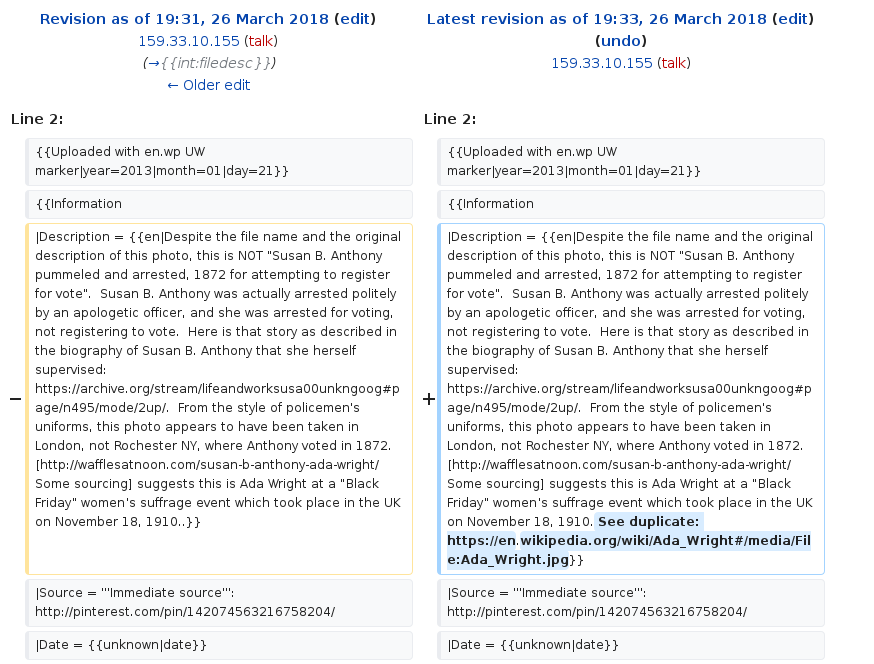 Revision as of 19:31, 26 March 2018 (edit)
159.33.10.155 (talk)
(→{{int:filedesc}})
← Older edit
Latest revision as of 19:33, 26 March 2018 (edit)
(undo)
159.33.10.155 (talk)
Line 2:
Line 2:
{{Uploaded with en.wp UW
marker|year=2013|month=01|day=21}}
{{Uploaded with en.wp UW
marker|year=2013|month=01|day=21}}
{{Information
{{Information
−
|Description = {{en|Despite the file name and the original
description of this photo, this is NOT "Susan B. Anthony
pummeled and arrested, 1872 for attempting to register
for vote".  Susan B. Anthony was actually arrested politely
by an apologetic officer, and she was arrested for voting,
not registering to vote.  Here is that story as described in
the biography of Susan B. Anthony that she herself
supervised:
https://archive.org/stream/lifeandworksusa00unkngoog#p
age/n495/mode/2up/.  From the style of policemen's
uniforms, this photo appears to have been taken in
London, not Rochester NY, where Anthony voted in 1872.
[http://wafflesatnoon.com/susan-b-anthony-ada-wright/
Some sourcing] suggests this is Ada Wright at a "Black
Friday" women's suffrage event which took place in the UK
on November 18, 1910..}}
+
|Description = {{en|Despite the file name and the original
description of this photo, this is NOT "Susan B. Anthony
pummeled and arrested, 1872 for attempting to register
for vote".  Susan B. Anthony was actually arrested politely
by an apologetic officer, and she was arrested for voting,
not registering to vote.  Here is that story as described in
the biography of Susan B. Anthony that she herself
supervised:
https://archive.org/stream/lifeandworksusa00unkngoog#p
age/n495/mode/2up/.  From the style of policemen's
uniforms, this photo appears to have been taken in
London, not Rochester NY, where Anthony voted in 1872.
[http://wafflesatnoon.com/susan-b-anthony-ada-wright/
Some sourcing] suggests this is Ada Wright at a "Black
Friday" women's suffrage event which took place in the UK
on November 18, 1910. See duplicate:
https://en.wikipedia.org/wiki/Ada_Wright#/media/Fil
e:Ada_Wright.jpg}}
|Source = '''Immediate source''':
http://pinterest.com/pin/142074563216758204/
|Source = '''Immediate source''':
http://pinterest.com/pin/142074563216758204/
|Date = {{unknown|date}}
|Date = {{unknown|date}}